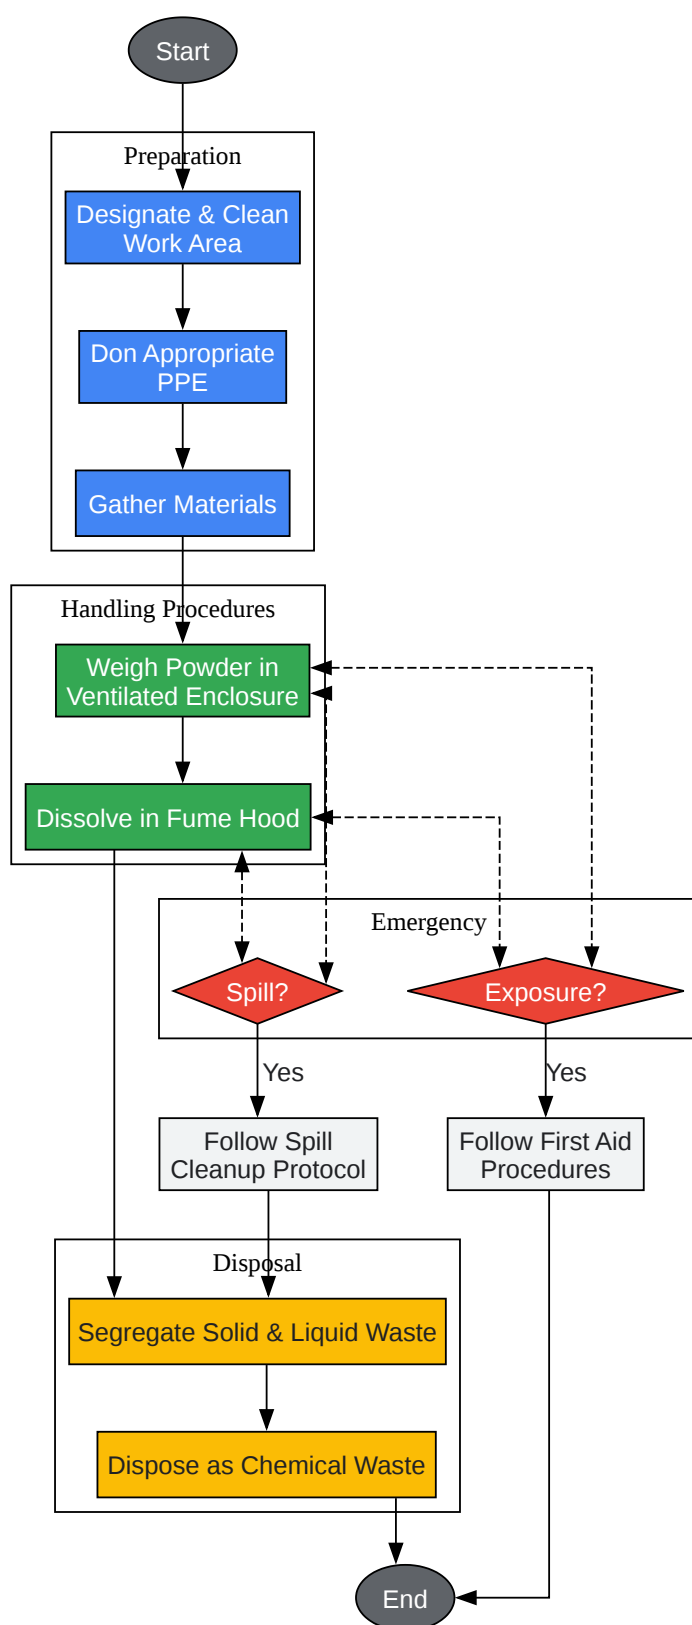 Start
Preparation
Designate & Clean
Work Area
Don Appropriate
PPE
Gather Materials
Handling Procedures
Weigh Powder in
Ventilated Enclosure
Dissolve in Fume Hood
Emergency
Spill?
Exposure?
Yes
Yes
Follow Spill
Cleanup Protocol
Follow First Aid
Procedures
Disposal
Segregate Solid & Liquid Waste
Dispose as Chemical Waste
End